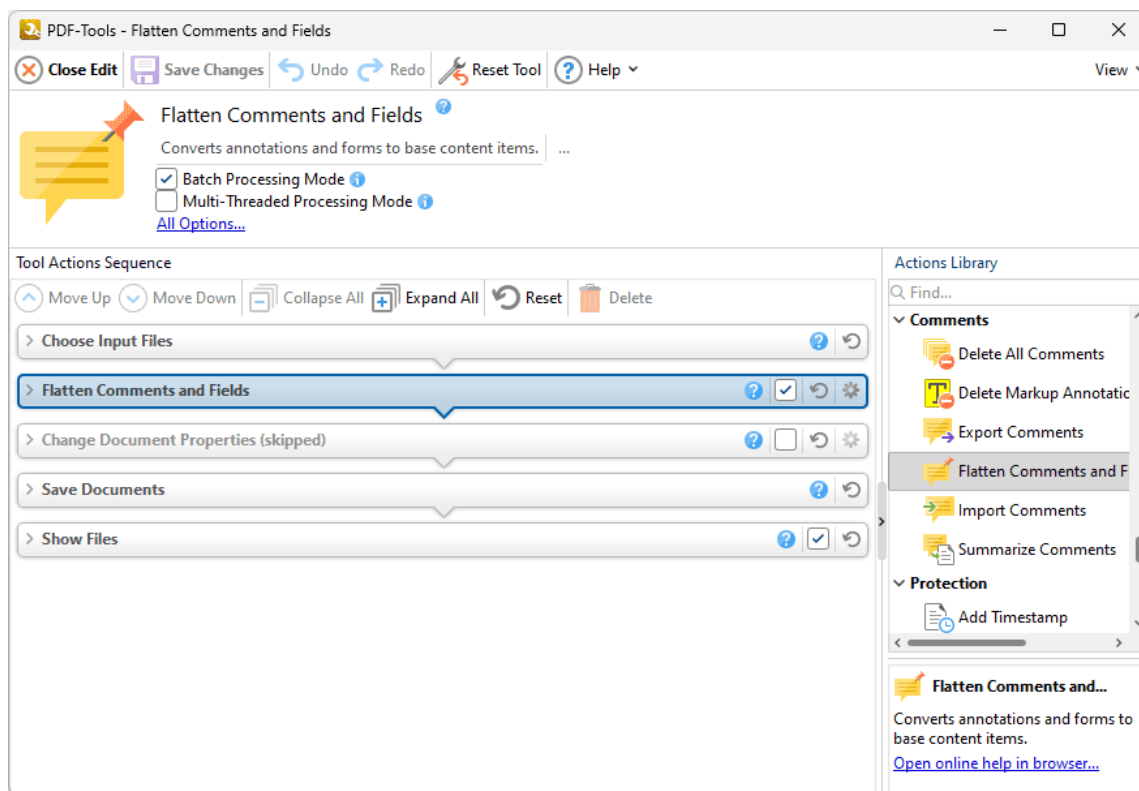 PDF-Tools - Flatten Comments and Fields
Close Edit Save Changes Undo Redo Reset Tool ? Help View
Flatten Comments and Fields ?
Converts annotations and forms to base content items. ...
Batch Processing Mode i
Multi-Threaded Processing Mode i
All Options...
Tool Actions Sequence
Move Up Move Down Collapse All Expand All Reset Delete
Choose Input Files ?
Flatten Comments and Fields ?
Change Document Properties (skipped) ?
Save Documents ?
Show Files ?
Actions Library
Find...
Comments
Delete All Comments
T Delete Markup Annotatio
Export Comments
Flatten Comments and F
Import Comments
Summarize Comments
Protection
Add Timestamp
Flatten Comments and...
Converts annotations and forms to
base content items.
Open online help in browser...